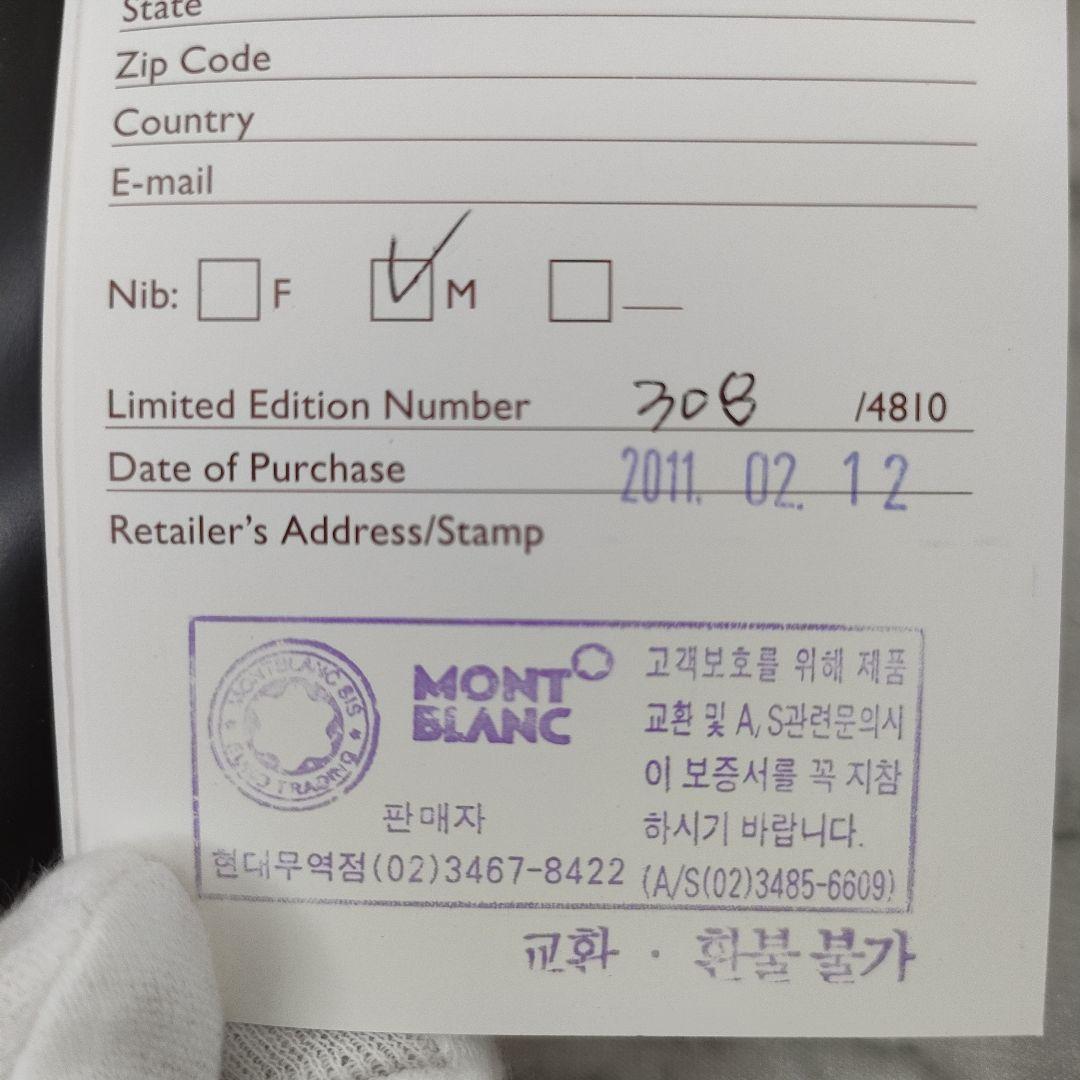 State
Zip Code
Country
E-mail
Nib: F M
Limited Edition Number 308 /4810
Date of Purchase 2011. 02. 12
Retailer's Address/Stamp
MONTBLANC SIS
TRADING
MONT
BLANC
판매자
현대무역점(02)3467-8422
고객보호를 위해 제품
교환 및 A, S관련문의시
이 보증서를 꼭 지참
하시기 바랍니다.
(A/S(02)3485-6609)
교환 · 환불 불가